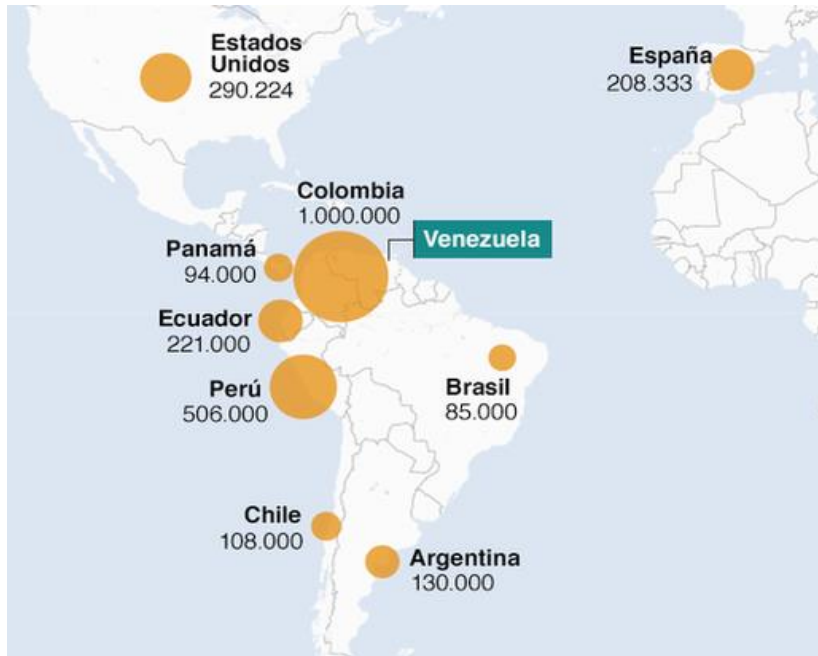 Estados
Unidos
290.224
España
208.333
Colombia
1.000.000
Venezuela
Panamá
94.000
Ecuador
221.000
Perú
506.000
Brasil
85.000
Chile
108.000
Argentina
130.000